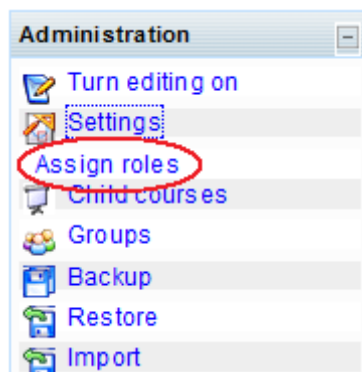 Administration
Turn editing on
Settings
Assign roles
Child courses
Groups
Backup
Restore
Import